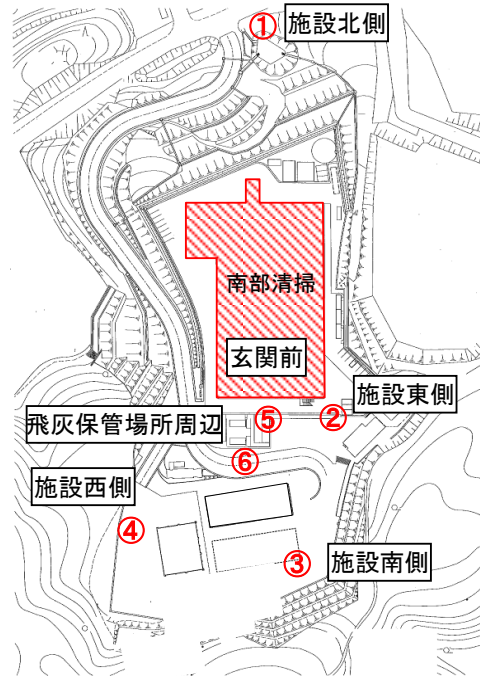 ① 施設北側
南部清掃
玄関前
施設東側
⑤ ②
飛灰保管場所周辺
⑥
施設西側
④
③ 施設南側